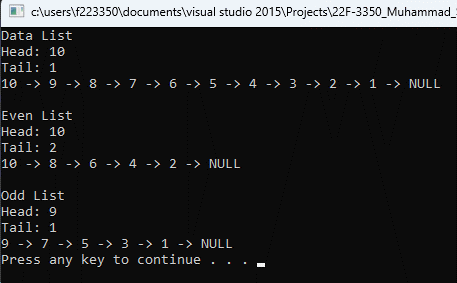 c:\users\f223350\documents\visual studio 2015\Projects\22F-3350_Muhammad_
Data List
Head: 10
Tail: 1
10 -> 9 -> 8 -> 7 -> 6 -> 5 -> 4 -> 3 -> 2 -> 1 -> NULL
Even List
Head: 10
Tail: 2
10 -> 8 -> 6 -> 4 -> 2 -> NULL
Odd List
Head: 9
Tail: 1
9 -> 7 -> 5 -> 3 -> 1 -> NULL
Press any key to continue . . .